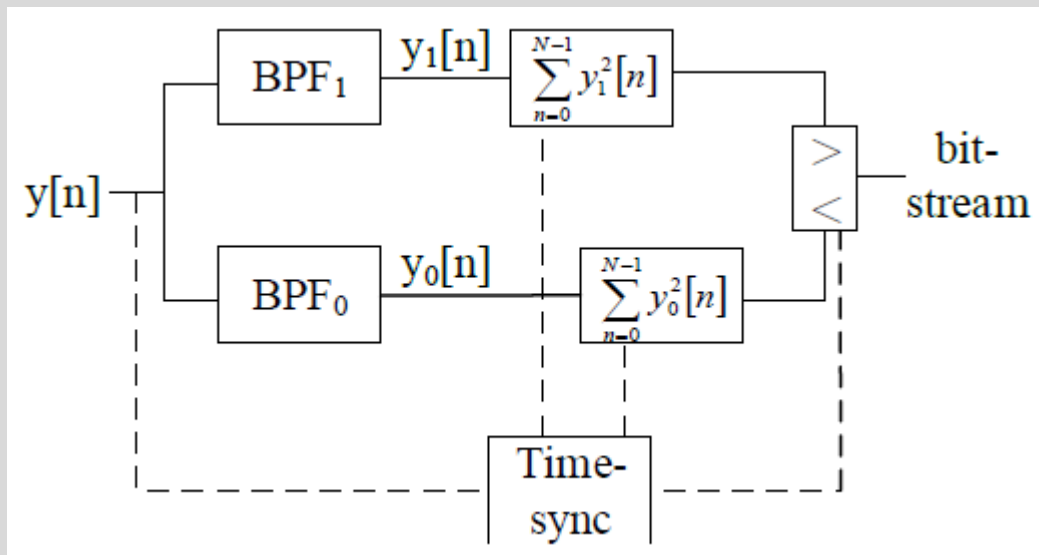 BPF₁
y₁[n]
∑_{n=0}^{N-1} y₁²[n]
y[n]
>
<
bit-
stream
BPF₀
y₀[n]
∑_{n=0}^{N-1} y₀²[n]
Time-
sync